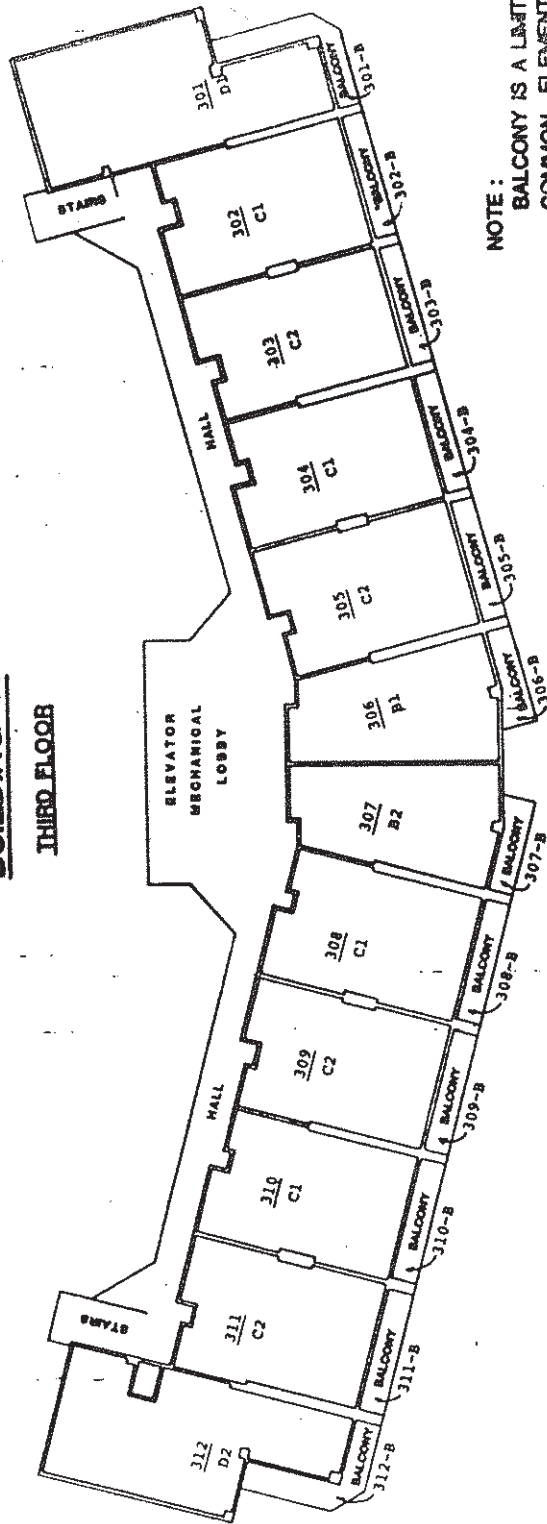 THIRD FLOOR
STAIRS
301
D1
BALCONY
301-B
302
C1
BALCONY
302-B
303
C2
BALCONY
303-B
HALL
304
C1
BALCONY
304-B
305
C2
BALCONY
305-B
ELEVATOR
MECHANICAL
LOBBY
306
B1
BALCONY
306-B
307
B2
BALCONY
307-B
308
C1
BALCONY
308-B
309
C2
BALCONY
309-B
HALL
310
C1
BALCONY
310-B
311
C2
BALCONY
311-B
STAIRS
312
D2
BALCONY
312-B
NOTE :
BALCONY IS A LIMIT
COMMON ELEMENT